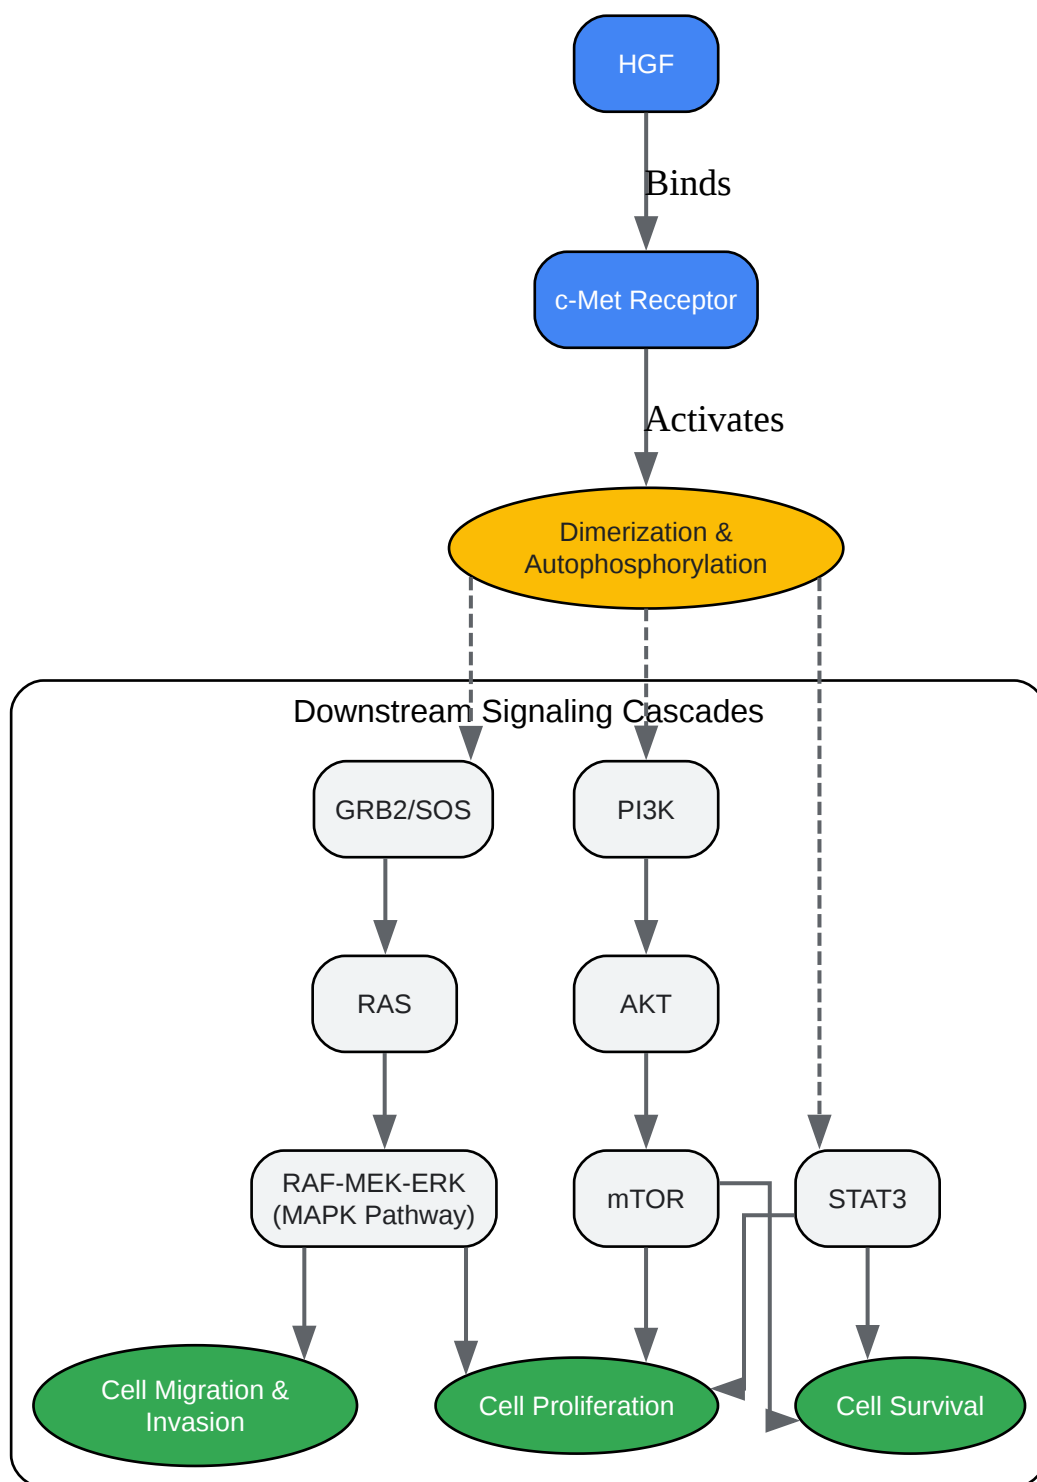 HGF
Binds
c-Met Receptor
Activates
Dimerization &
Autophosphorylation
Downstream Signaling Cascades
GRB2/SOS
PI3K
RAS
AKT
RAF-MEK-ERK
(MAPK Pathway)
mTOR
STAT3
Cell Migration &
Invasion
Cell Proliferation
Cell Survival